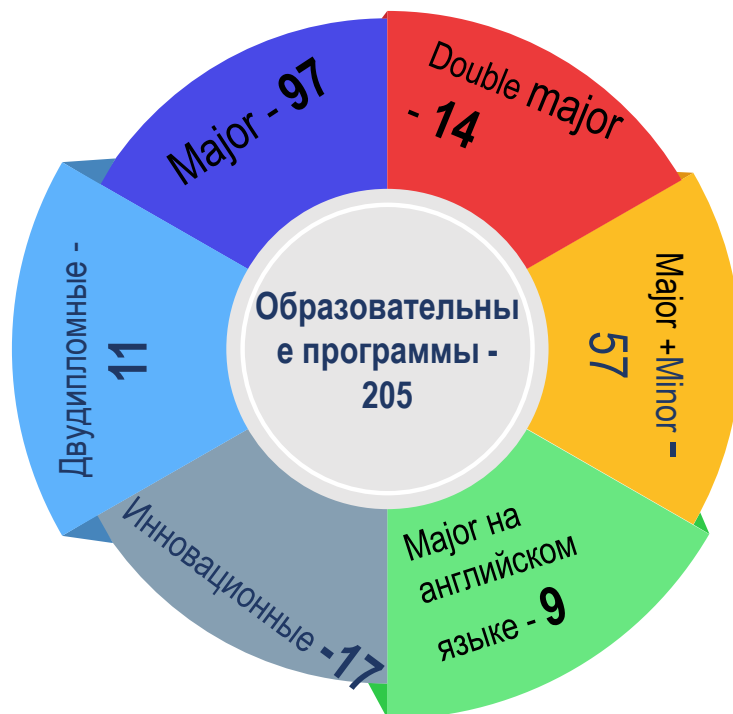 Major - 97
Double major
- 14
Major +Minor -
57
Major на
английском
языке - 9
Инновационные -17
Двудипломные -
11
Образовательны
е программы -
205